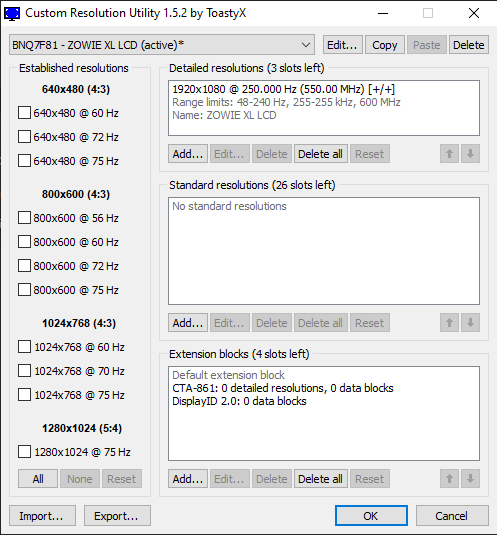 Custom Resolution Utility 1.5.2 by ToastyX
BNQ7F81 - ZOWIE XL LCD (active)*
Edit...
Copy
Paste
Delete
Established resolutions
640x480 (4:3)
640x480 @ 60 Hz
640x480 @ 72 Hz
640x480 @ 75 Hz
800x600 (4:3)
800x600 @ 56 Hz
800x600 @ 60 Hz
800x600 @ 72 Hz
800x600 @ 75 Hz
1024x768 (4:3)
1024x768 @ 60 Hz
1024x768 @ 70 Hz
1024x768 @ 75 Hz
1280x1024 (5:4)
1280x1024 @ 75 Hz
All
None
Reset
Detailed resolutions (3 slots left)
1920x1080 @ 250.000 Hz (550.00 MHz) [+/+]
Range limits: 48-240 Hz, 255-255 kHz, 600 MHz
Name: ZOWIE XL LCD
Add...
Edit...
Delete
Delete all
Reset
Standard resolutions (26 slots left)
No standard resolutions
Add...
Edit...
Delete
Delete all
Reset
Extension blocks (4 slots left)
Default extension block
CTA-861: 0 detailed resolutions, 0 data blocks
DisplayID 2.0: 0 data blocks
Add...
Edit...
Delete
Delete all
Reset
Import...
Export...
OK
Cancel